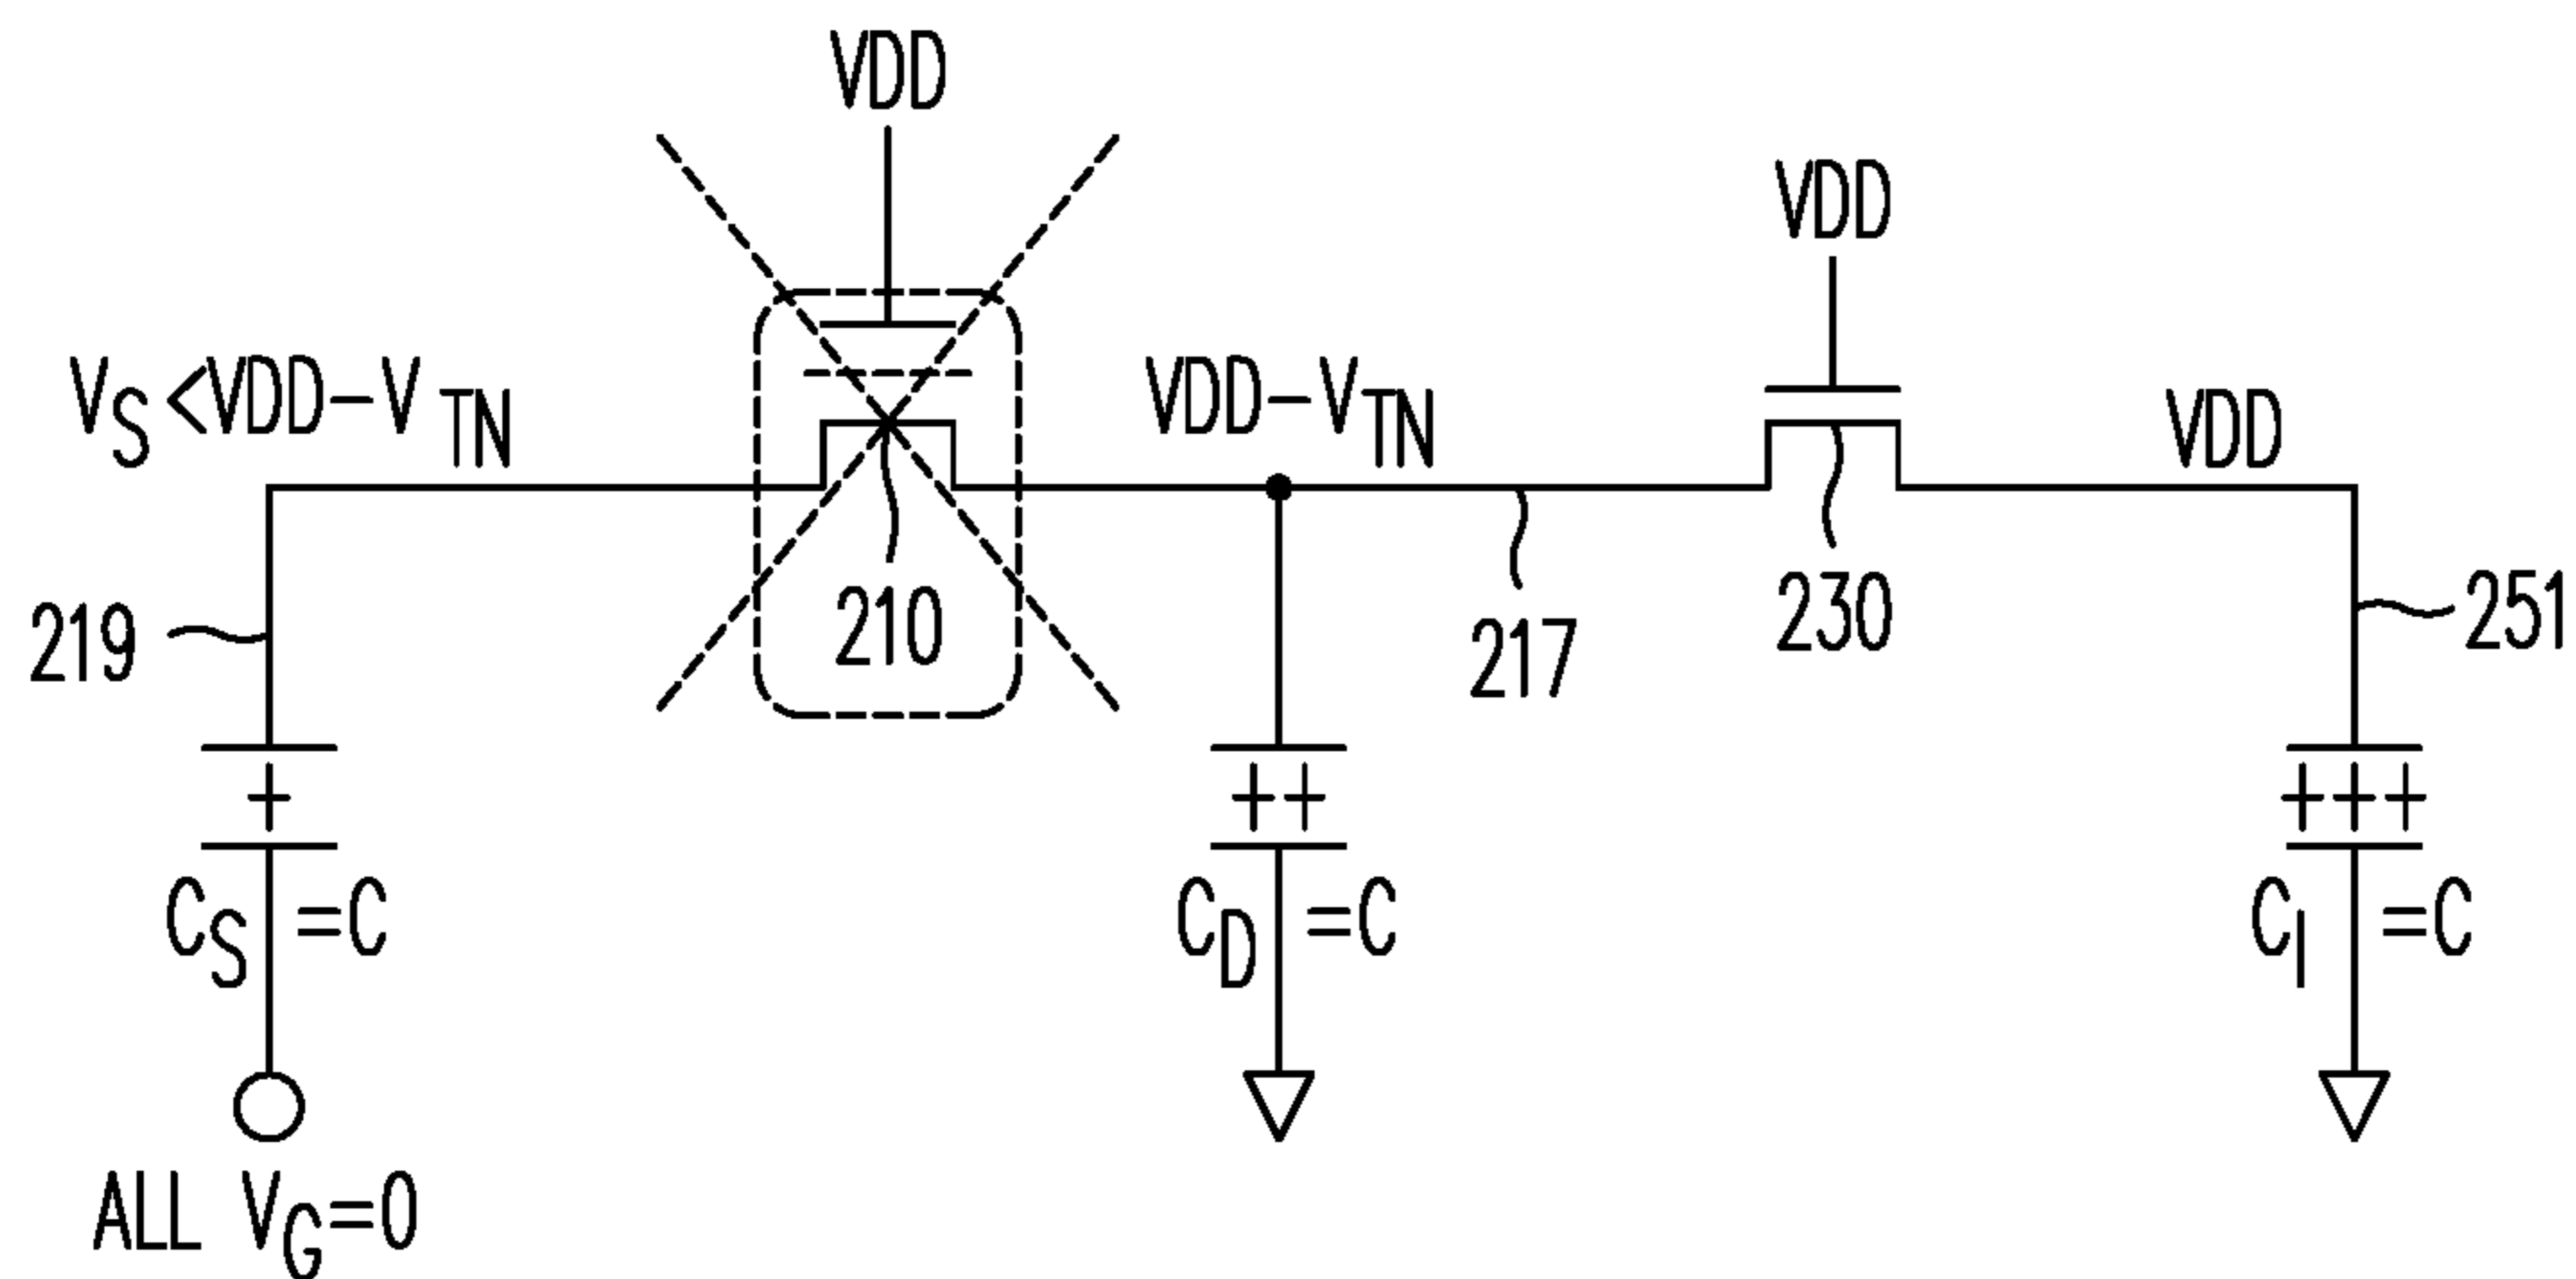 VDD
VDD
VS<VDD-VTN
VDD-VTN
VDD
219
210
217
230
251
CS=C
CD=C
CI=C
ALL VG=0